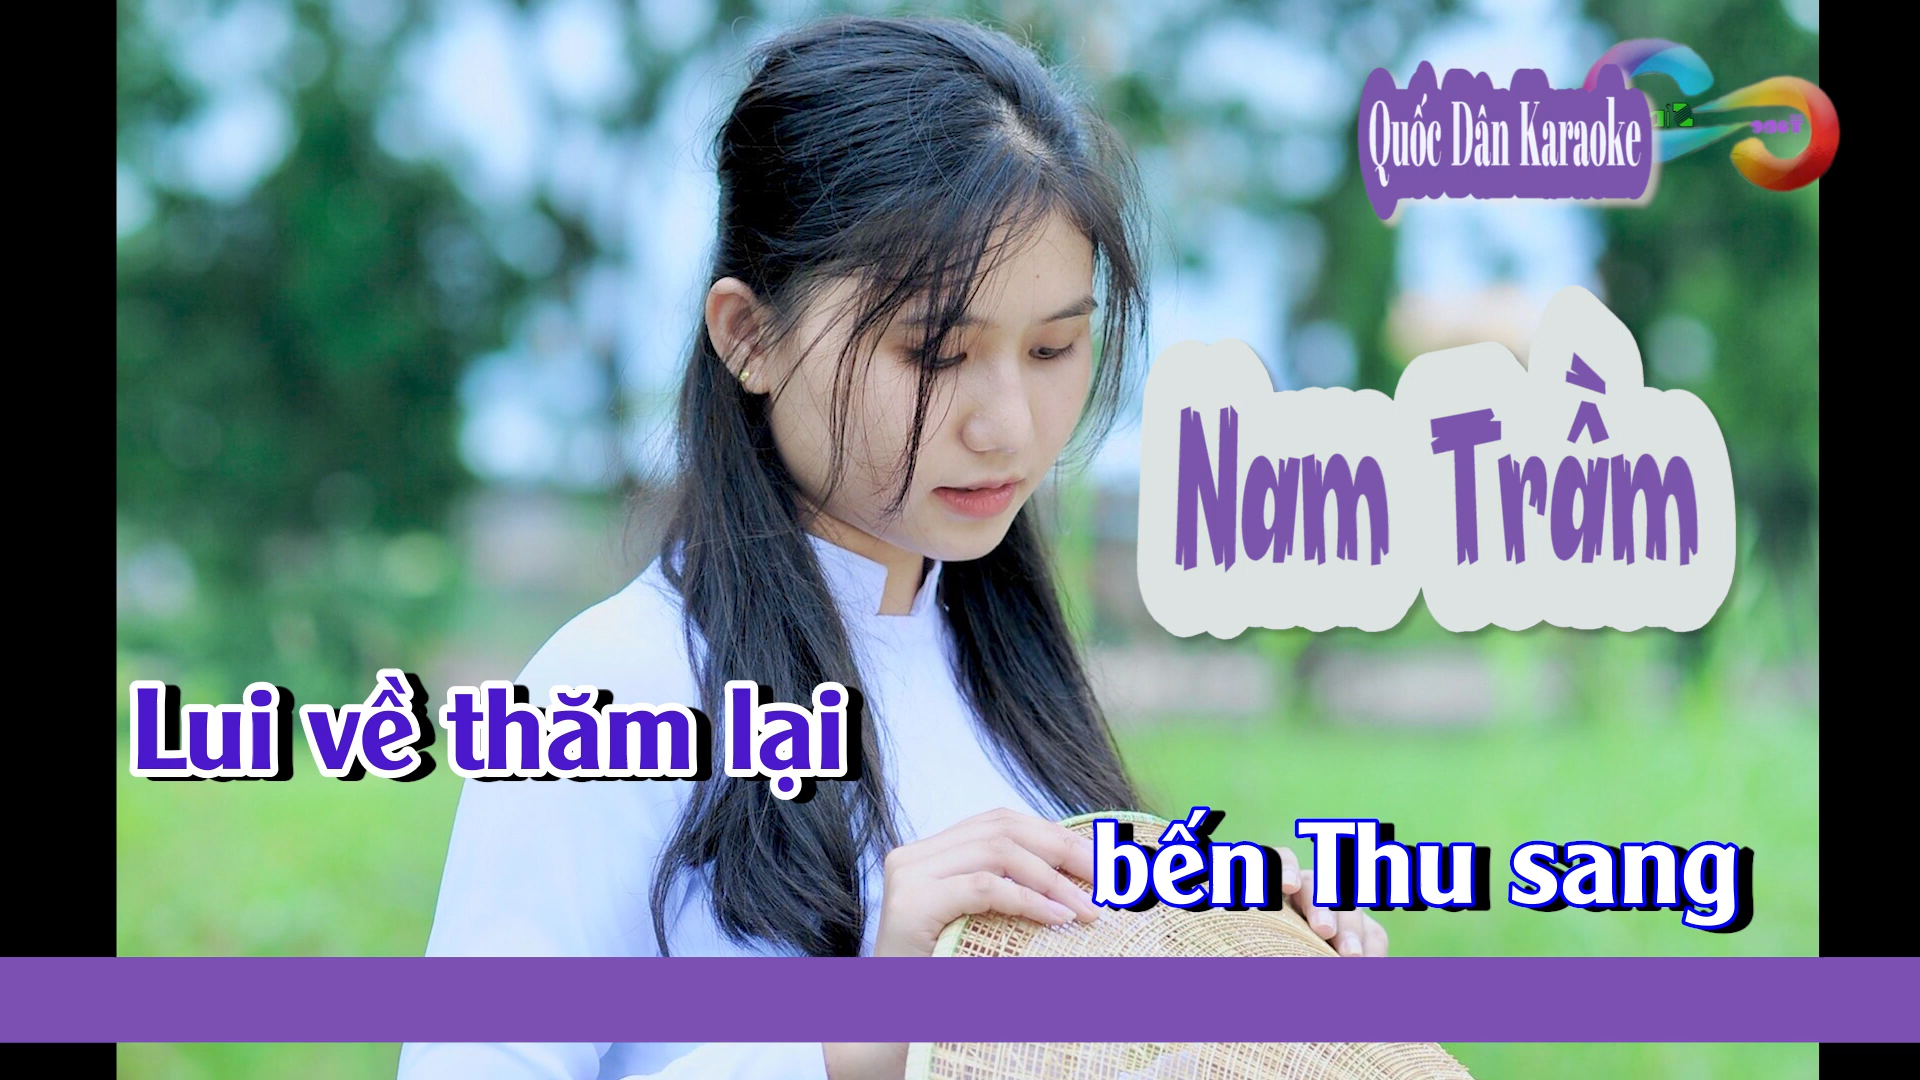 Quốc Dân Karaoke
Nam Trầm
Lui về thăm lại
bến Thu sang